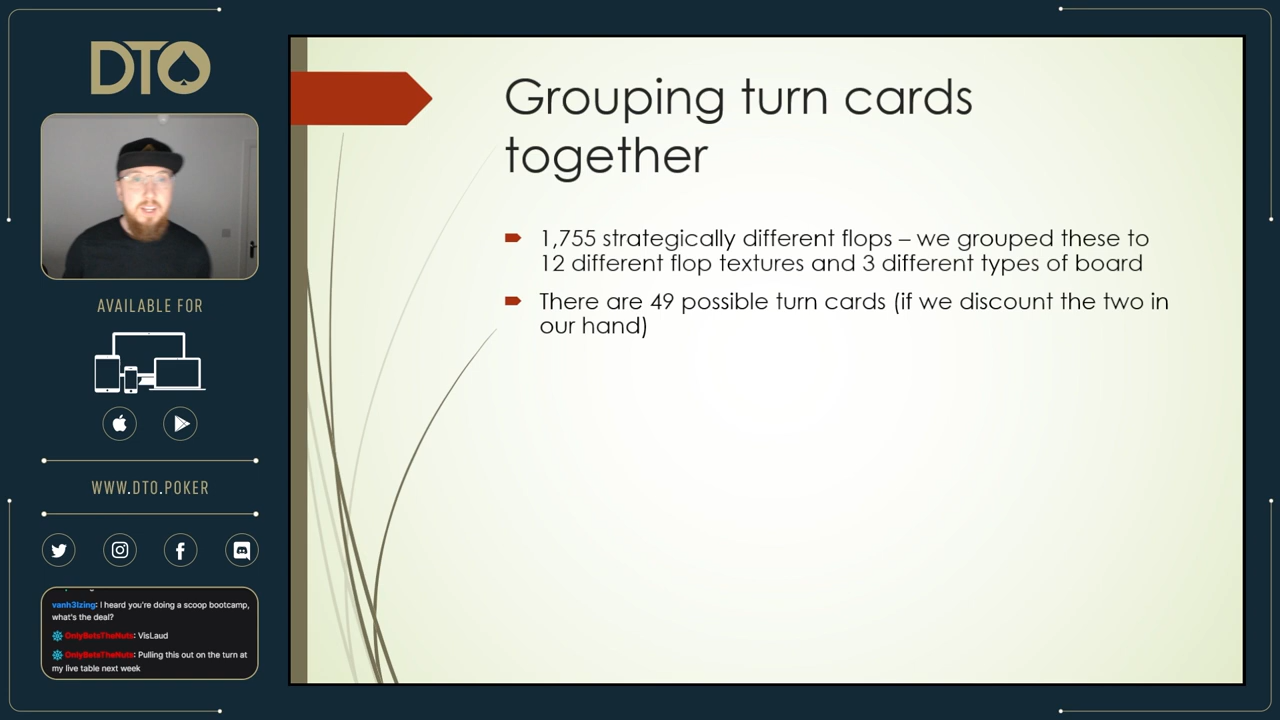 DTO
AVAILABLE FOR
WWW.DTO.POKER
vanh3lzing: I heard you're doing a scoop bootcamp,
what's the deal?
OnlyBetsTheNuts: VisLaud
OnlyBetsTheNuts: Pulling this out on the turn at
my live table next week
Grouping turn cards
together
1,755 strategically different flops – we grouped these to
12 different flop textures and 3 different types of board
There are 49 possible turn cards (if we discount the two in
our hand)